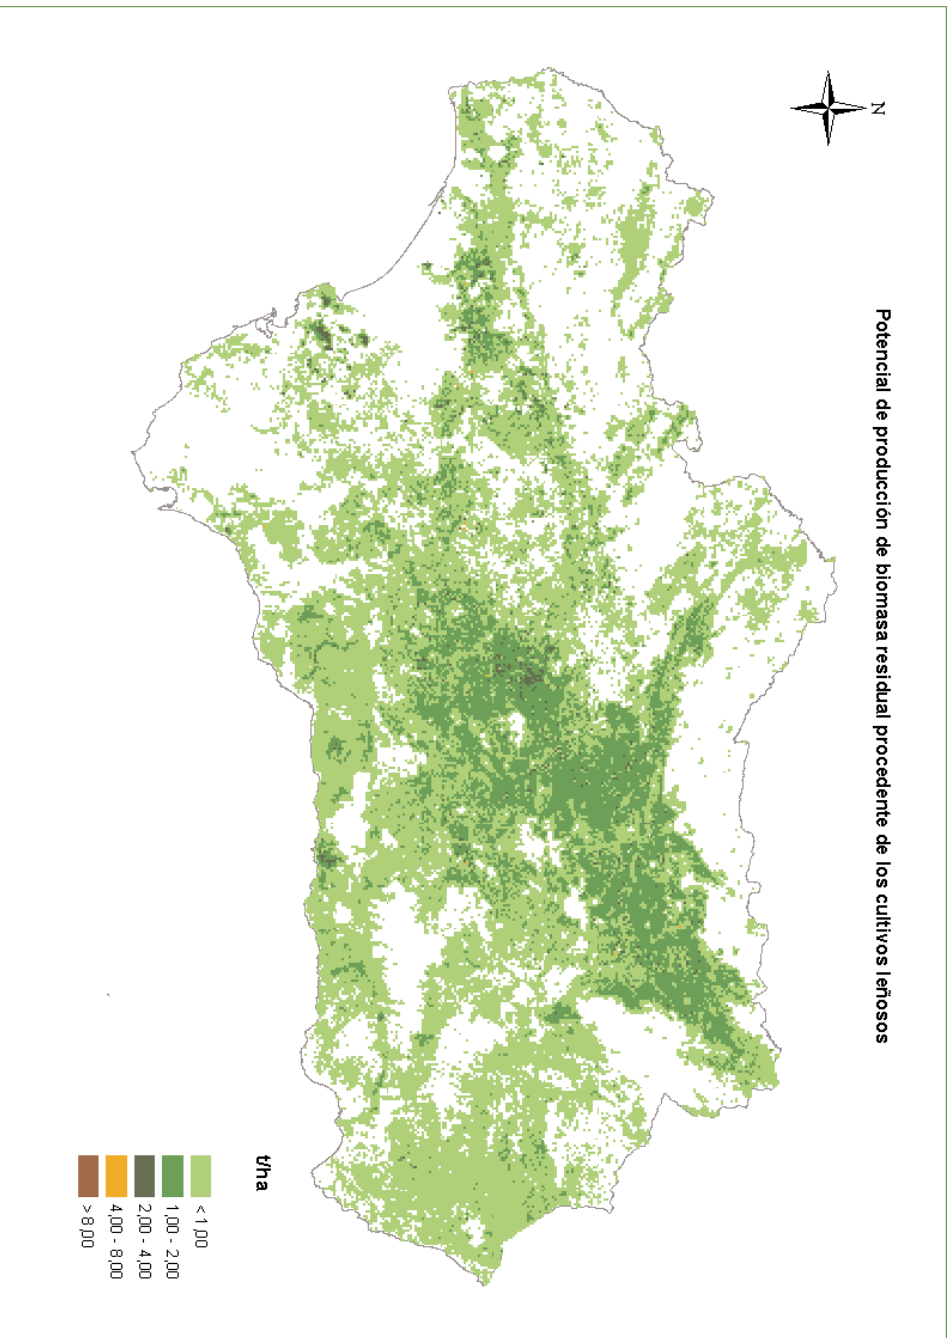 Potencial de producción de biomasa residual procedente de los cultivos leñosos
N
t/ha
< 1,00
1,00 - 2,00
2,00 - 4,00
4,00 - 8,00
> 8,00